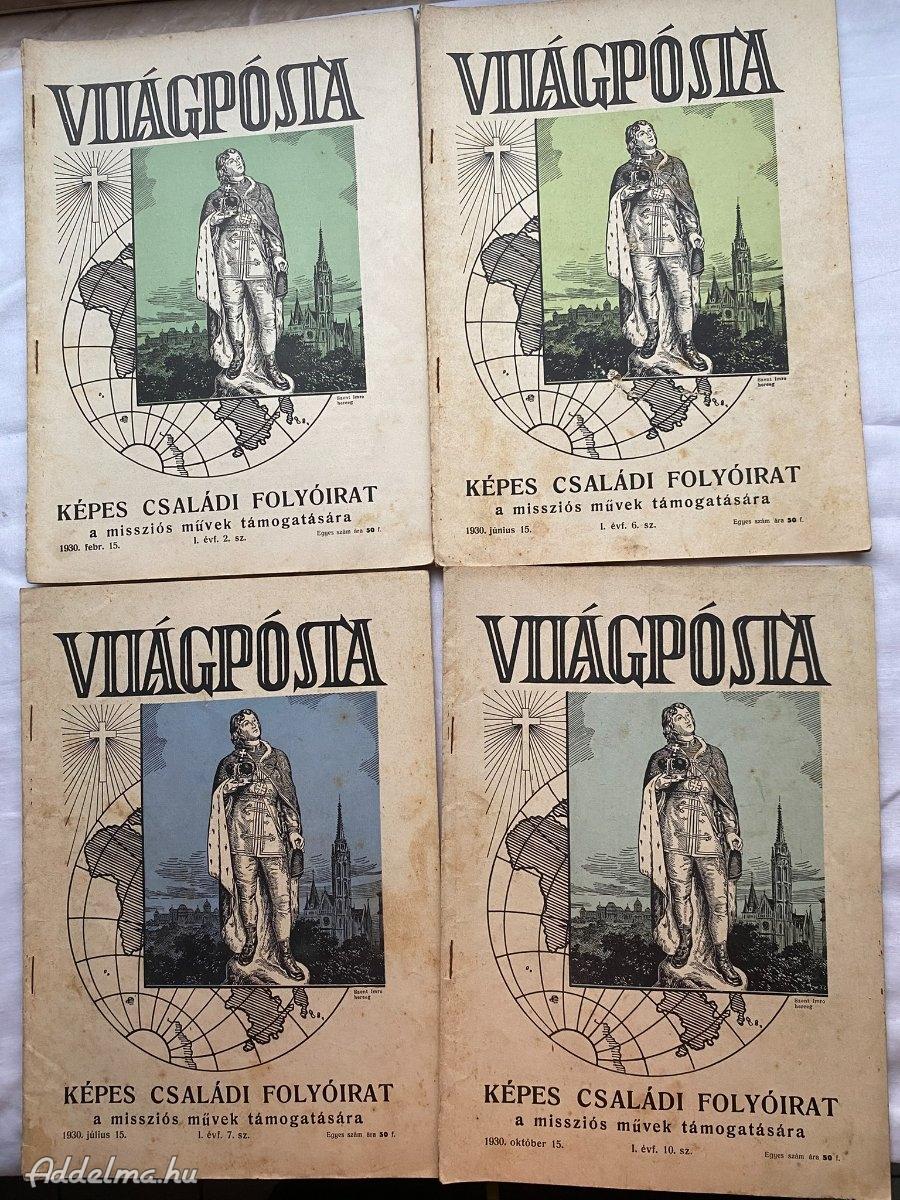 VILÁGPÓSTA
Szent Imre
herceg
KÉPES CSALÁDI FOLYÓIRAT
a missziós művek támogatására
1930. febr. 15. I. évf. 2. sz. Egyes szám ára 50 f.
VILÁGPÓSTA
Szent Imre
herceg
KÉPES CSALÁDI FOLYÓIRAT
a missziós művek támogatására
1930. június 15. I. évf. 6. sz. Egyes szám ára 50 f.
VILÁGPÓSTA
Szent Imre
herceg
KÉPES CSALÁDI FOLYÓIRAT
a missziós művek támogatására
1930. július 15. I. évf. 7. sz. Egyes szám ára 50 f.
VILÁGPÓSTA
Szent Imre
herceg
KÉPES CSALÁDI FOLYÓIRAT
a missziós művek támogatására
1930. október 15. I. évf. 10. sz. Egyes szám ára 50 f.
Addelma.hu